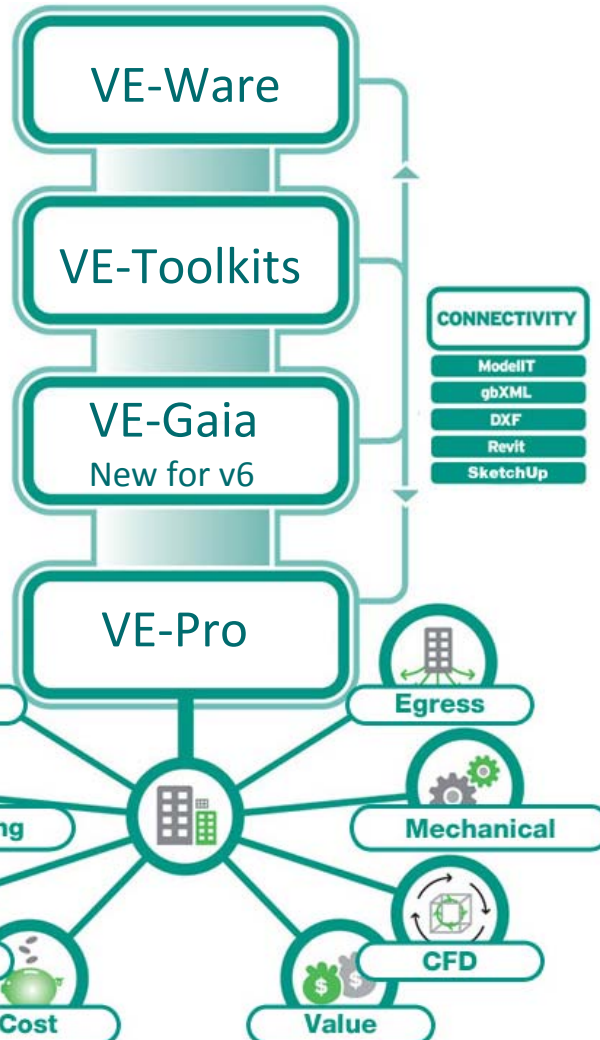 VE-Ware
VE-Toolkits
VE-Gaia
New for v6
VE-Pro
CONNECTIVITY
ModelIT
gbXML
DXF
Revit
SketchUp
Egress
Mechanical
ng
CFD
Cost
Value
$
$